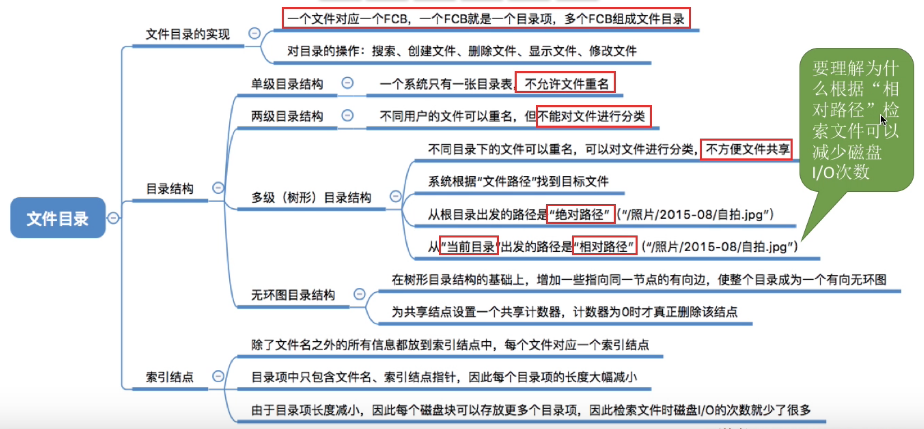 文件目录
文件目录的实现
一个文件对应一个FCB，一个FCB就是一个目录项，多个FCB组成文件目录
对目录的操作：搜索、创建文件、删除文件、显示文件、修改文件
目录结构
单级目录结构
一个系统只有一张目录表，不允许文件重名
两级目录结构
不同用户的文件可以重名，但不能对文件进行分类
多级（树形）目录结构
不同目录下的文件可以重名，可以对文件进行分类，不方便文件共享
系统根据“文件路径”找到目标文件
从根目录出发的路径是“绝对路径”（“/照片/2015-08/自拍.jpg”）
从“当前目录”出发的路径是“相对路径”（“/照片/2015-08/自拍.jpg”）
要理解为什
么根据“相
对路径”检
索文件可以
减少磁盘
I/O次数
无环图目录结构
在树形目录结构的基础上，增加一些指向同一节点的有向边，使整个目录成为一个有向无环图
为共享结点设置一个共享计数器，计数器为0时才真正删除该结点
索引结点
除了文件名之外的所有信息都放到索引结点中，每个文件对应一个索引结点
目录项中只包含文件名、索引结点指针，因此每个目录项的长度大幅减小
由于目录项长度减小，因此每个磁盘块可以存放更多个目录项，因此检索文件时磁盘I/O的次数就少了很多